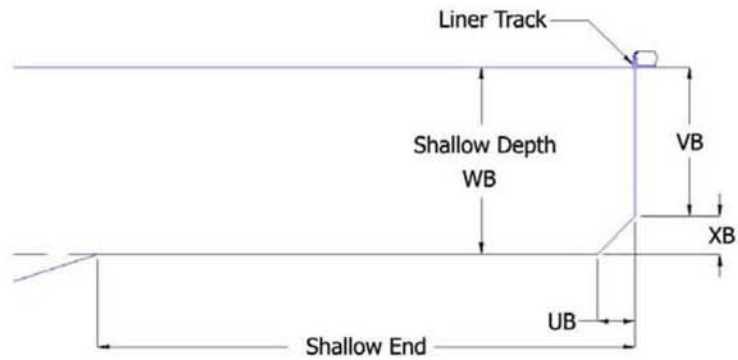 Liner Track
Shallow Depth
WB
VB
XB
UB
Shallow End